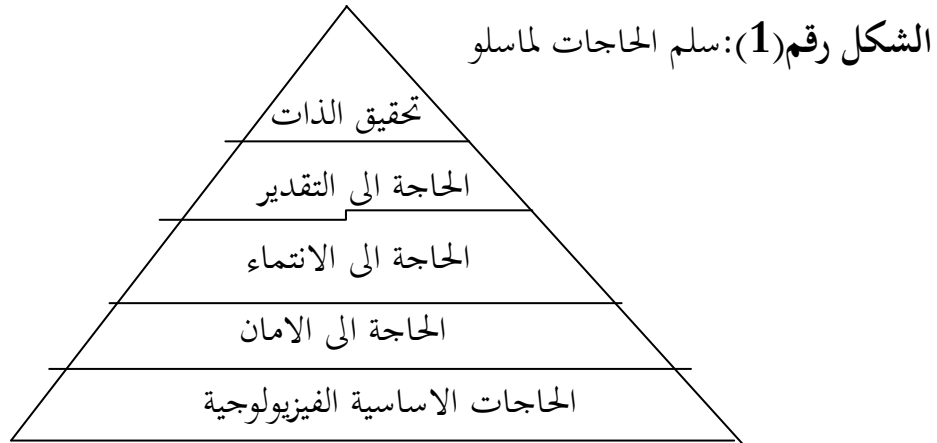 الشكل رقم(1):سلم الحاجات لماسلو
تحقيق الذات
الحاجة الى التقدير
الحاجة الى الانتماء
الحاجة الى الامان
الحاجات الاساسية الفيزيولوجية